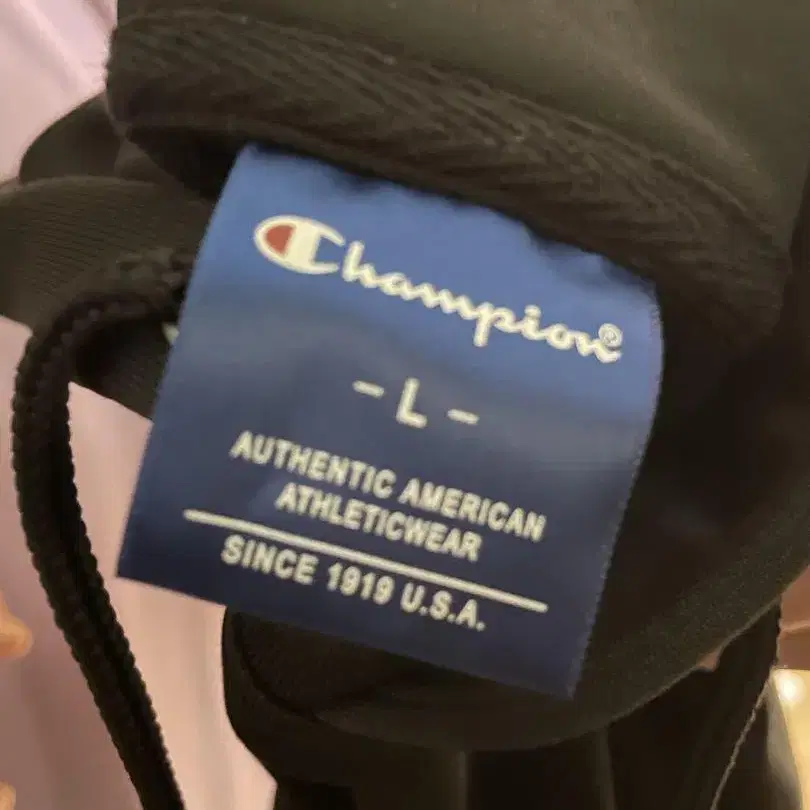 Champion®
- L -
AUTHENTIC AMERICAN
ATHLETICWEAR
SINCE 1919 U.S.A.